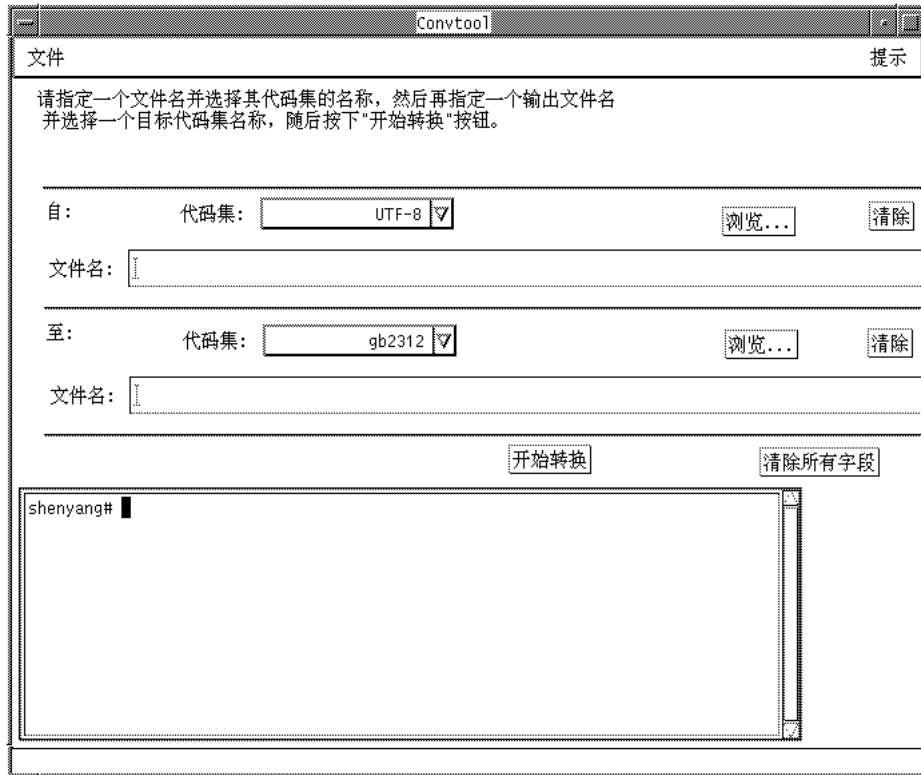 Convtool
文件 提示
请指定一个文件名并选择其代码集的名称，然后再指定一个输出文件名
并选择一个目标代码集名称，随后按下"开始转换"按钮。
自: 代码集: UTF-8 浏览... 清除
文件名:
至: 代码集: gb2312 浏览... 清除
文件名:
开始转换 清除所有字段
shenyang#